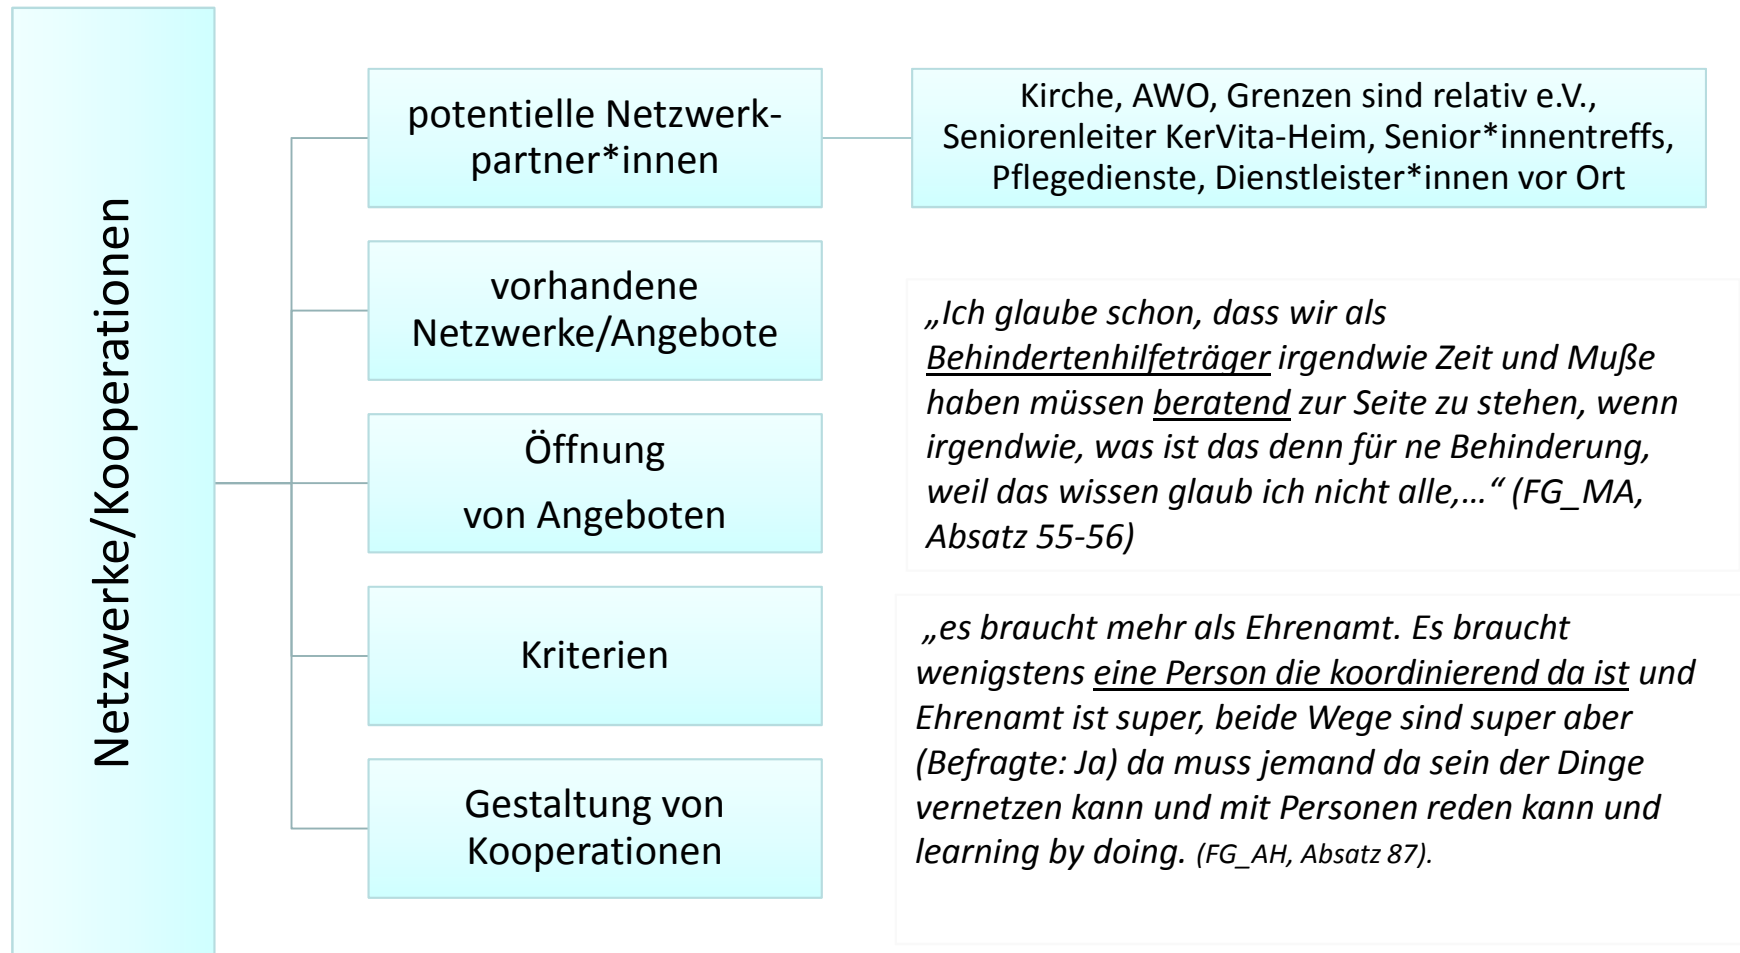 Netzwerke/Kooperationen
potentielle Netzwerk-
partner*innen
Kirche, AWO, Grenzen sind relativ e.V.,
Seniorenleiter KerVita-Heim, Senior*innentreffs,
Pflegedienste, Dienstleister*innen vor Ort
vorhandene
Netzwerke/Angebote
Öffnung
von Angeboten
Kriterien
Gestaltung von
Kooperationen
„Ich glaube schon, dass wir als
Behindertenhilfeträger irgendwie Zeit und Muße
haben müssen beratend zur Seite zu stehen, wenn
irgendwie, was ist das denn für ne Behinderung,
weil das wissen glaub ich nicht alle,…“ (FG_MA,
Absatz 55-56)
„es braucht mehr als Ehrenamt. Es braucht
wenigstens eine Person die koordinierend da ist und
Ehrenamt ist super, beide Wege sind super aber
(Befragte: Ja) da muss jemand da sein der Dinge
vernetzen kann und mit Personen reden kann und
learning by doing. (FG_AH, Absatz 87).